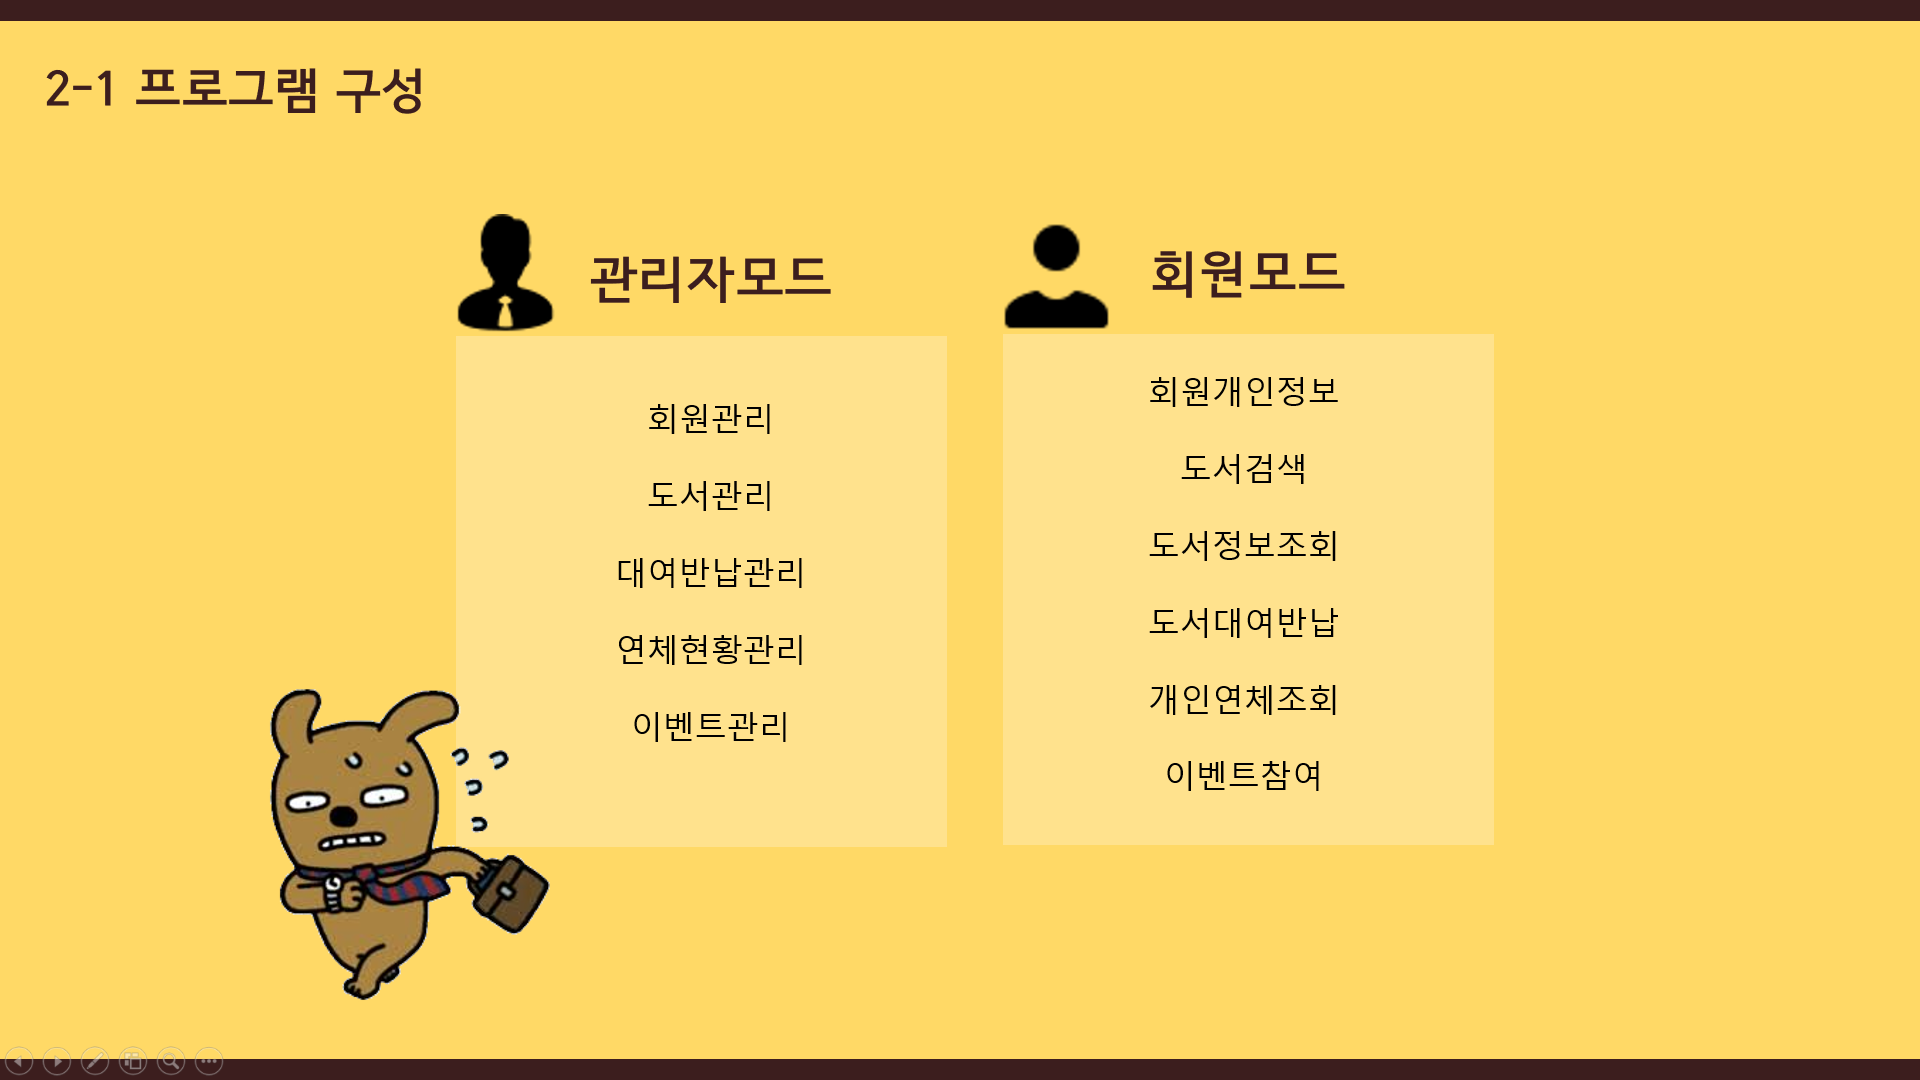 2-1 프로그램 구성
관리자모드
회원관리
도서관리
대여반납관리
연체현황관리
이벤트관리
회원모드
회원개인정보
도서검색
도서정보조회
도서대여반납
개인연체조회
이벤트참여